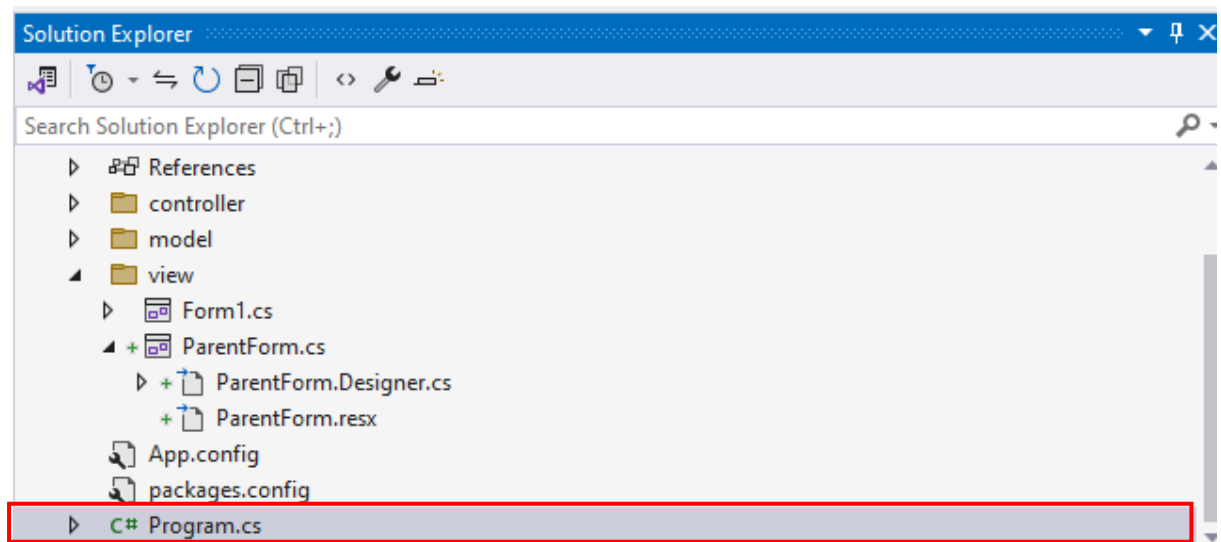 Solution Explorer
Search Solution Explorer (Ctrl+;)
References
controller
model
view
Form1.cs
+ ParentForm.cs
+ ParentForm.Designer.cs
+ ParentForm.resx
App.config
packages.config
C# Program.cs